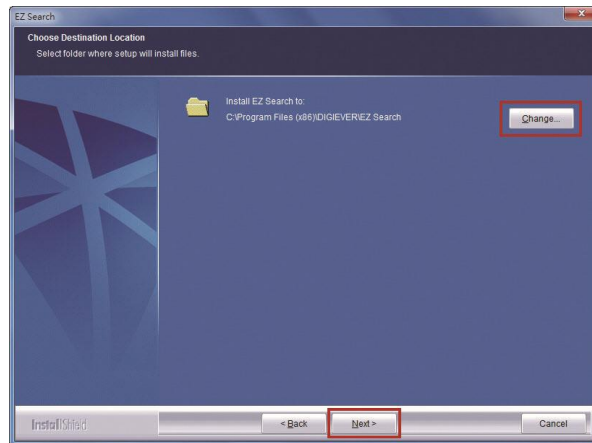 EZ Search
Choose Destination Location
Select folder where setup will install files.
Install EZ Search to:
C:\Program Files (x86)\DIGIEVER\EZ Search
Change...
InstallShield
< Back
Next >
Cancel